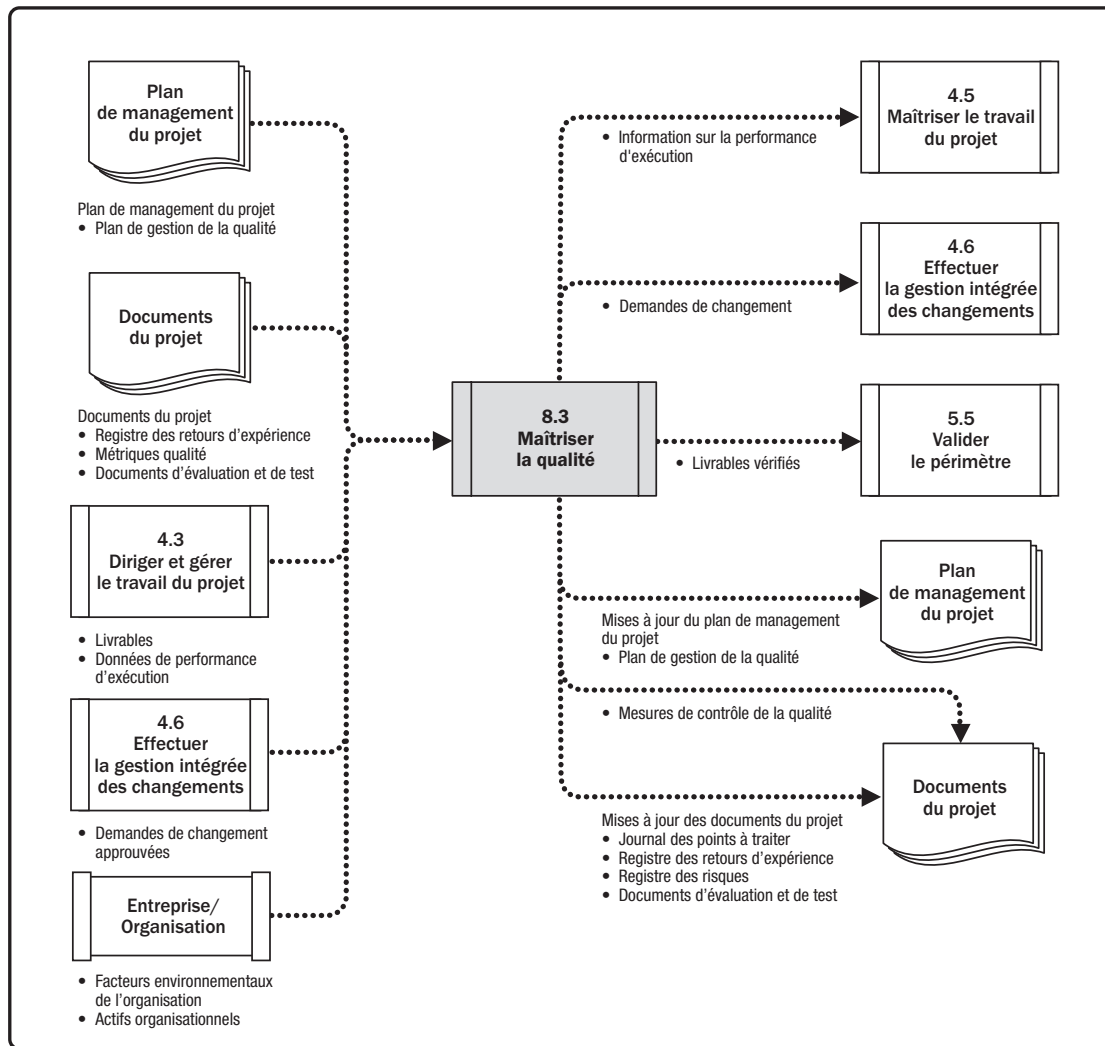 Plan
de management
du projet
Plan de management du projet
• Plan de gestion de la qualité
Documents
du projet
Documents du projet
• Registre des retours d’expérience
• Métriques qualité
• Documents d’évaluation et de test
4.3
Diriger et gérer
le travail du projet
• Livrables
• Données de performance
d’exécution
4.6
Effectuer
la gestion intégrée
des changements
• Demandes de changement
approuvées
Entreprise/
Organisation
• Facteurs environnementaux
de l’organisation
• Actifs organisationnels
8.3
Maîtriser
la qualité
• Information sur la performance
d'exécution
4.5
Maîtriser le travail
du projet
• Demandes de changement
4.6
Effectuer
la gestion intégrée
des changements
• Livrables vérifiés
5.5
Valider
le périmètre
Mises à jour du plan de management
du projet
• Plan de gestion de la qualité
Plan
de management
du projet
• Mesures de contrôle de la qualité
Mises à jour des documents du projet
• Journal des points à traiter
• Registre des retours d’expérience
• Registre des risques
• Documents d’évaluation et de test
Documents
du projet